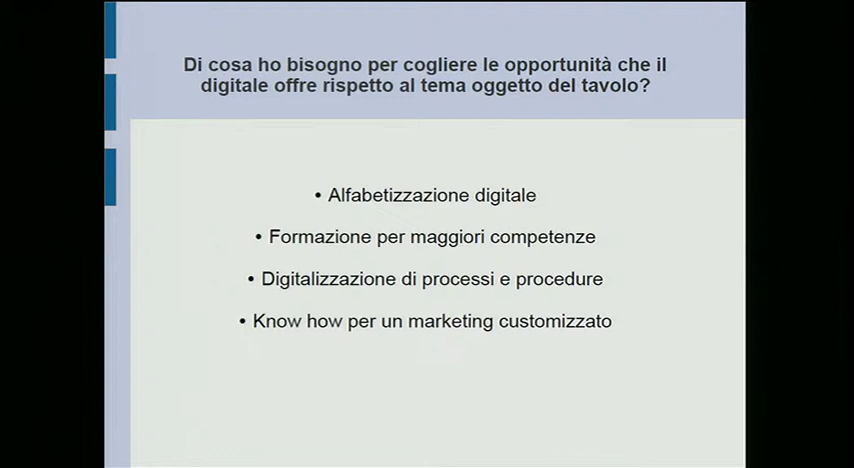 Di cosa ho bisogno per cogliere le opportunità che il
digitale offre rispetto al tema oggetto del tavolo?
• Alfabetizzazione digitale
• Formazione per maggiori competenze
• Digitalizzazione di processi e procedure
• Know how per un marketing customizzato